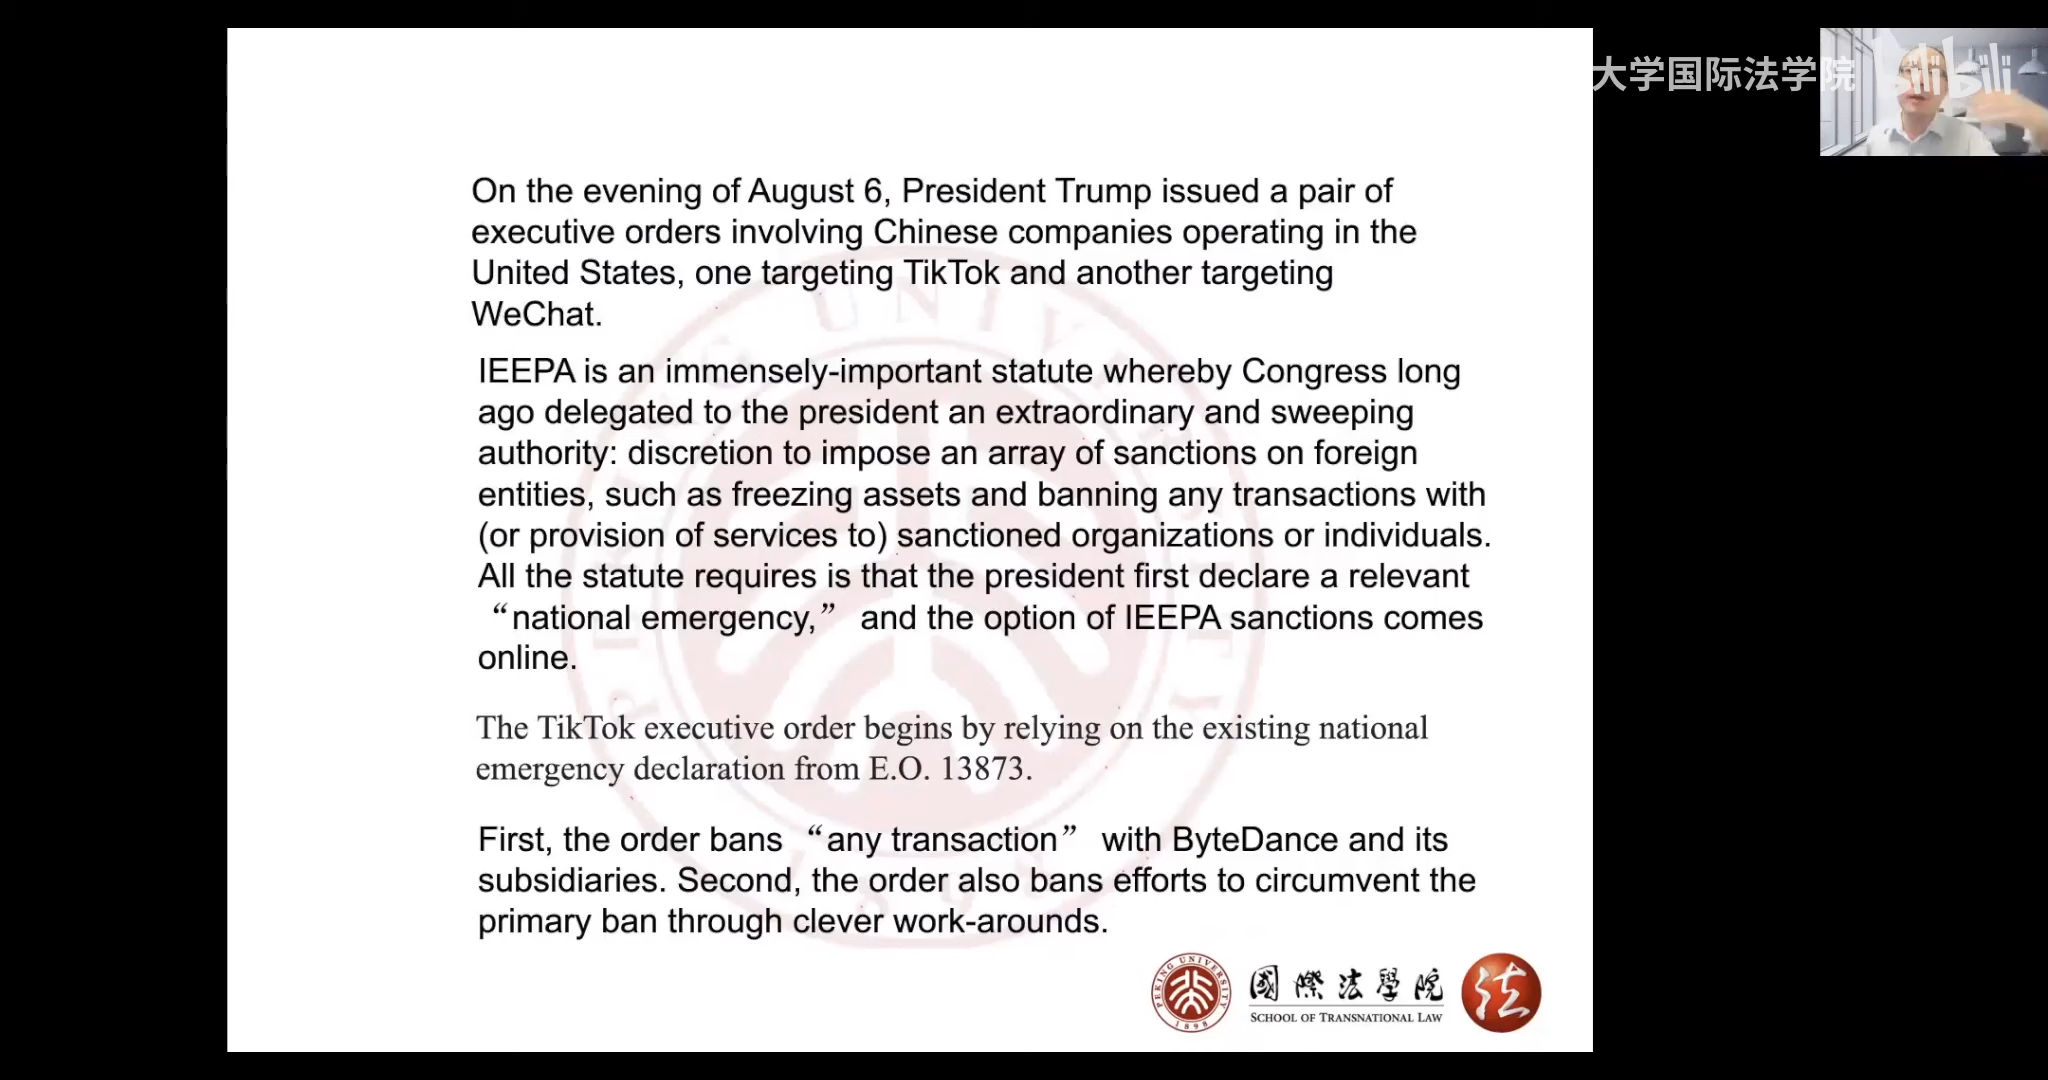 大学国际法学院
bilibili
On the evening of August 6, President Trump issued a pair of
executive orders involving Chinese companies operating in the
United States, one targeting TikTok and another targeting
WeChat.
IEEPA is an immensely-important statute whereby Congress long
ago delegated to the president an extraordinary and sweeping
authority: discretion to impose an array of sanctions on foreign
entities, such as freezing assets and banning any transactions with
(or provision of services to) sanctioned organizations or individuals.
All the statute requires is that the president first declare a relevant
“national emergency,” and the option of IEEPA sanctions comes
online.
The TikTok executive order begins by relying on the existing national
emergency declaration from E.O. 13873.
First, the order bans “any transaction” with ByteDance and its
subsidiaries. Second, the order also bans efforts to circumvent the
primary ban through clever work-arounds.
PEKING UNIVERSITY
1898
國際法學院
SCHOOL OF TRANSNATIONAL LAW
法
PEKING UNIVERSITY
1898